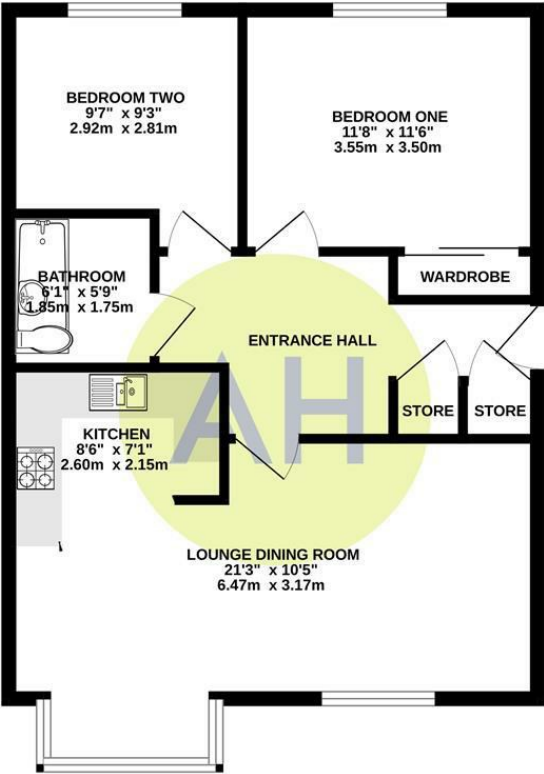 BEDROOM TWO
9'7" x 9'3"
2.92m x 2.81m
BEDROOM ONE
11'8" x 11'6"
3.55m x 3.50m
BATHROOM
6'1" x 5'9"
1.85m x 1.75m
WARDROBE
ENTRANCE HALL
STORE
STORE
AH
KITCHEN
8'6" x 7'1"
2.60m x 2.15m
LOUNGE DINING ROOM
21'3" x 10'5"
6.47m x 3.17m